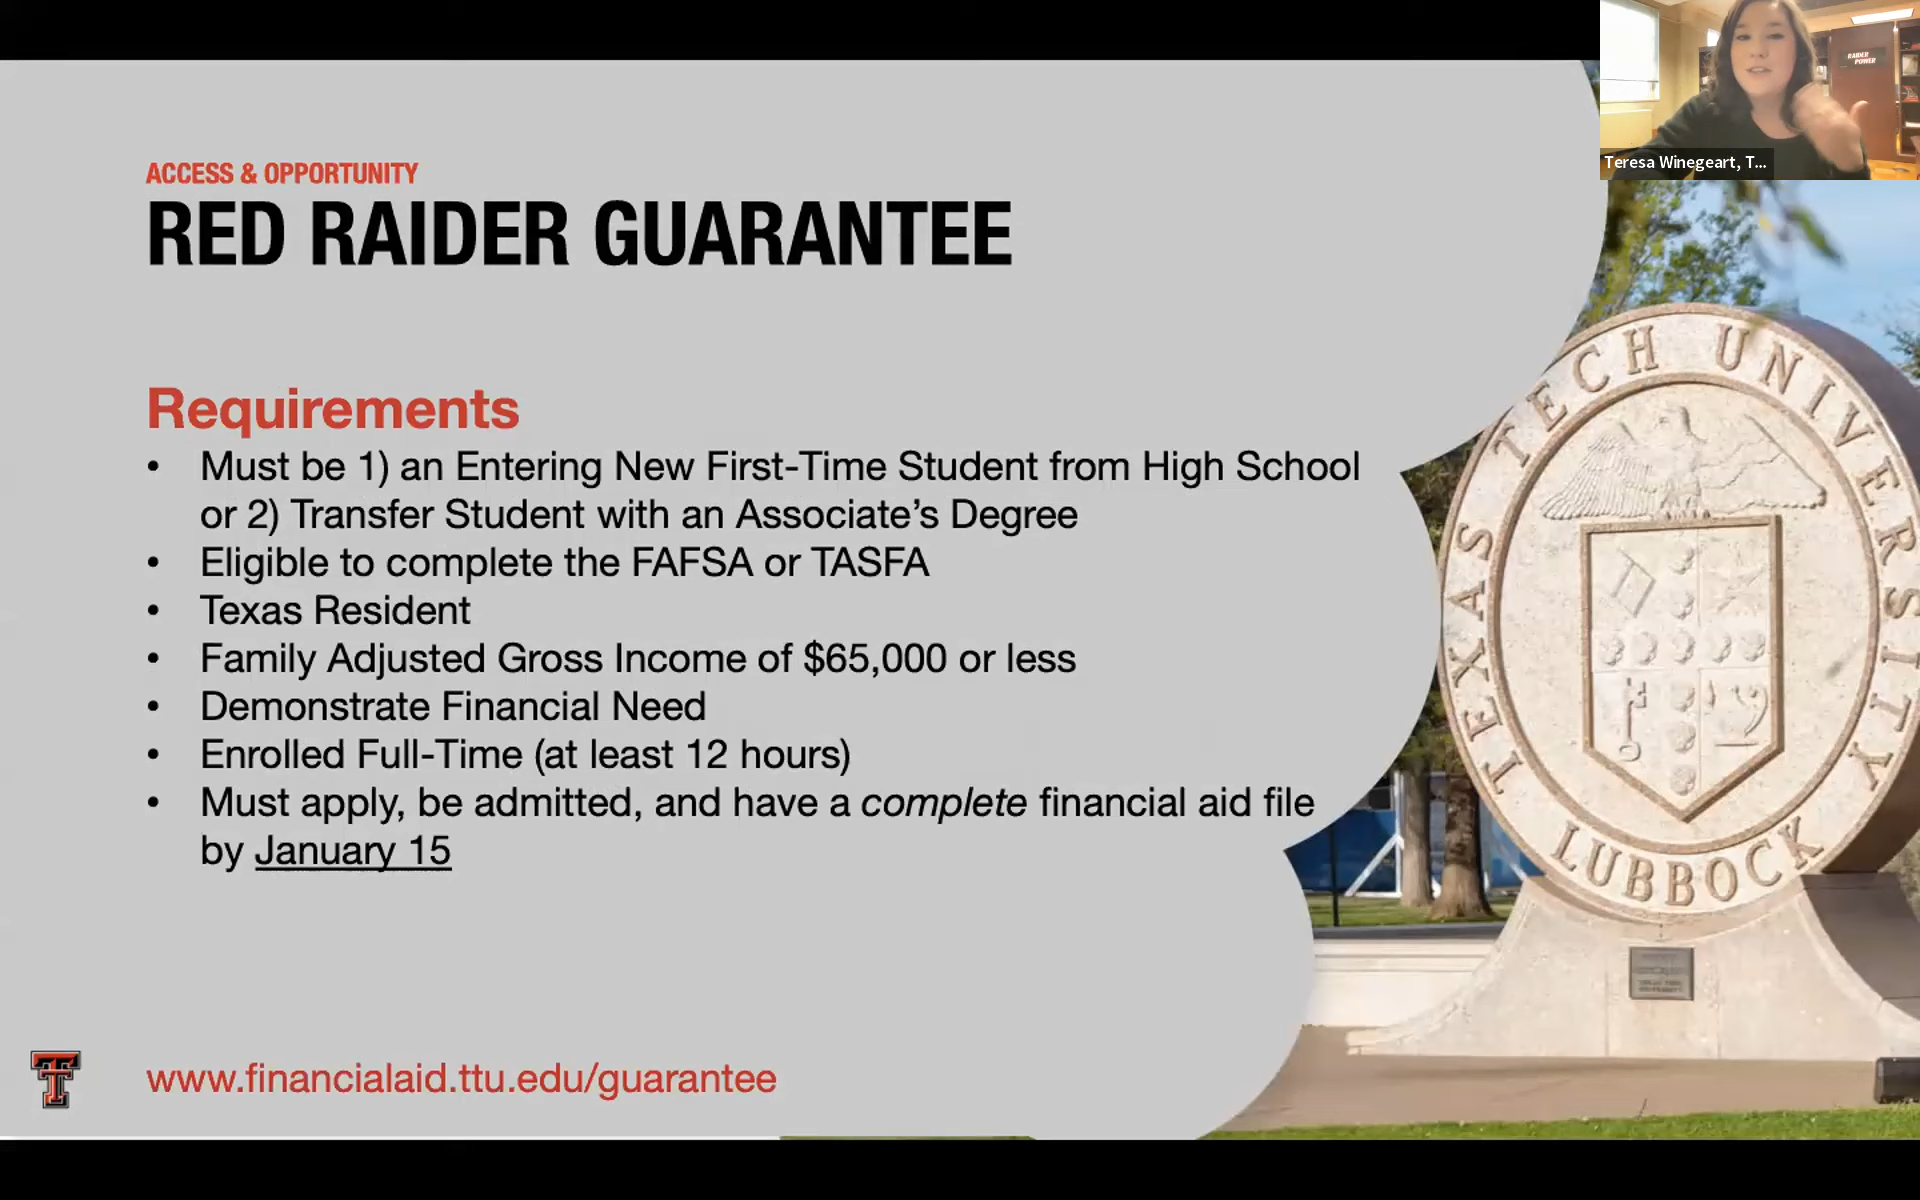 RAIDER
POWER
Teresa Winegeart, T...
ACCESS & OPPORTUNITY
RED RAIDER GUARANTEE
Requirements
• Must be 1) an Entering New First-Time Student from High School
or 2) Transfer Student with an Associate’s Degree
• Eligible to complete the FAFSA or TASFA
• Texas Resident
• Family Adjusted Gross Income of $65,000 or less
• Demonstrate Financial Need
• Enrolled Full-Time (at least 12 hours)
• Must apply, be admitted, and have a complete financial aid file
by January 15
www.financialaid.ttu.edu/guarantee
TEXAS TECH UNIVERSITY
LUBBOCK